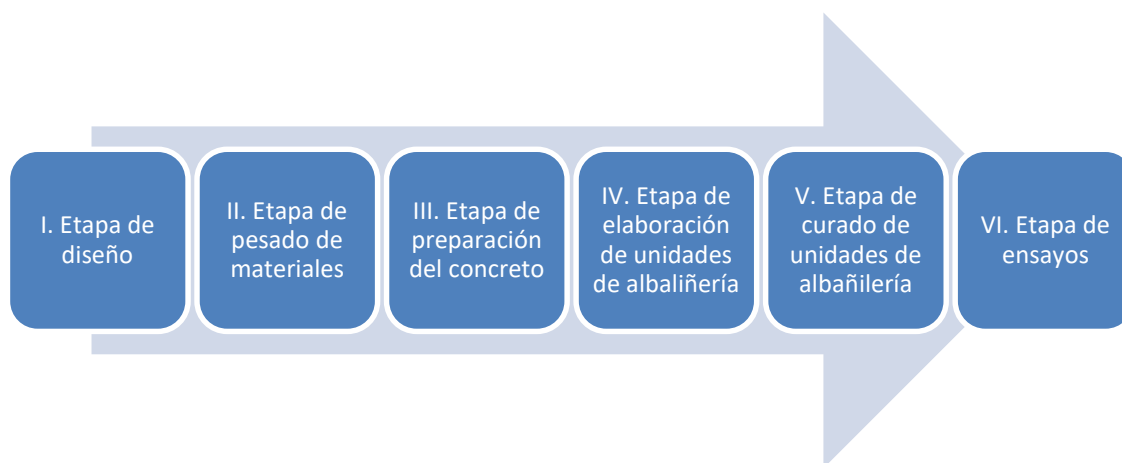 I. Etapa de
diseño
II. Etapa de
pesado de
materiales
III. Etapa de
preparación
del concreto
IV. Etapa de
elaboración
de unidades
de albaliñería
V. Etapa de
curado de
unidades de
albañilería
VI. Etapa de
ensayos